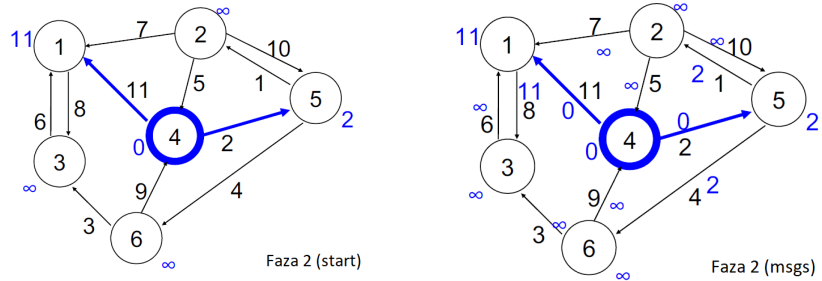 ∞
11 1 7 2 10
5 1
11 5
6 8 4 2
0 2
3 9 4
∞
3 6
∞
Faza 2 (start)
∞
11 1 7 2 ∞ 10
∞
∞ 5 2 1 5
11 11
∞ 0 0
6 8 4 2 2
0
3 9 4 2
∞ ∞ ∞
3 6
∞
Faza 2 (msgs)